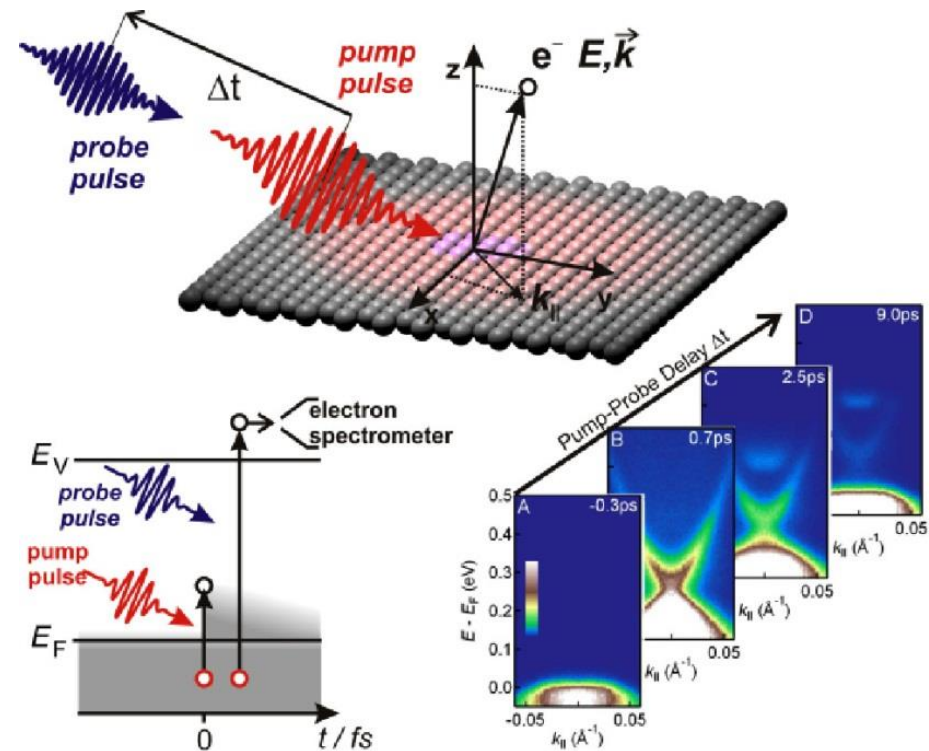 pump
pulse
Δt
probe
pulse
z
e⁻ E, k⃗
x
k||
y
electron
spectrometer
E_V
probe
pulse
pump
pulse
E_F
0
t / fs
Pump-Probe Delay Δt
D
9.0ps
C
2.5ps
B
0.7ps
A
-0.3ps
0.5
0.4
0.3
0.2
0.1
0.0
E - E_F (eV)
-0.05
0.05
k|| (Å⁻¹)
0.05
k|| (Å⁻¹)
0.05
k|| (Å⁻¹)
0.05
k|| (Å⁻¹)